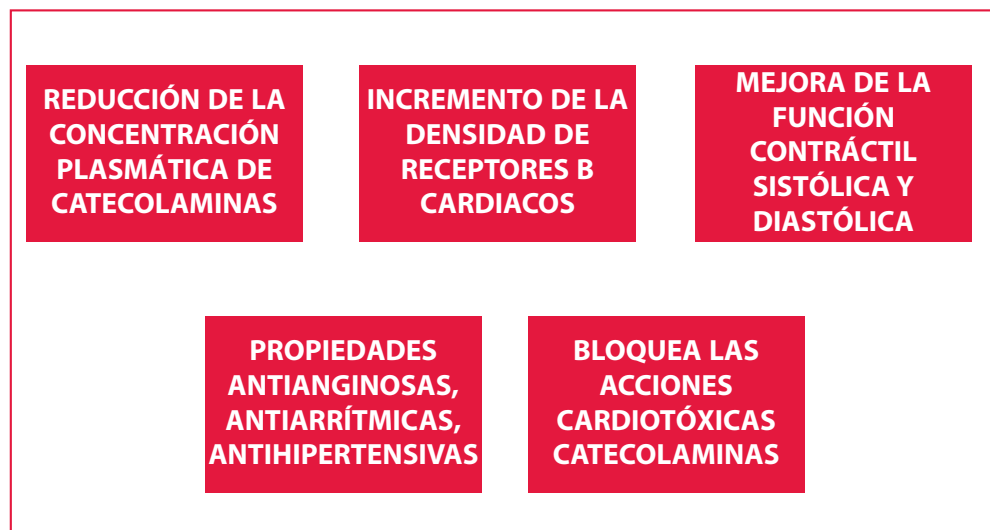 REDUCCIÓN DE LA
CONCENTRACIÓN
PLASMÁTICA DE
CATECOLAMINAS
INCREMENTO DE LA
DENSIDAD DE
RECEPTORES B
CARDIACOS
MEJORA DE LA
FUNCIÓN
CONTRÁCTIL
SISTÓLICA Y
DIASTÓLICA
PROPIEDADES
ANTIANGINOSAS,
ANTIARRÍTMICAS,
ANTIHIPERTENSIVAS
BLOQUEA LAS
ACCIONES
CARDIOTÓXICAS
CATECOLAMINAS